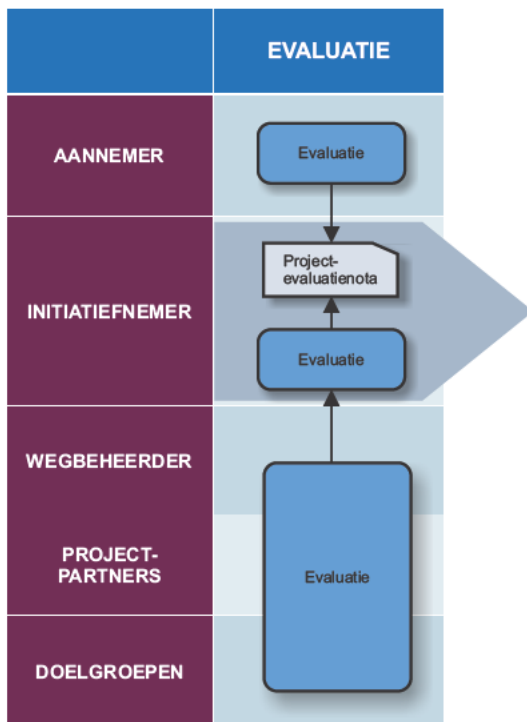 EVALUATIE
AANNEMER
Evaluatie
INITIATIEFNEMER
Project-
evaluatienota
Evaluatie
WEGBEHEERDER
PROJECT-
PARTNERS
Evaluatie
DOELGROEPEN